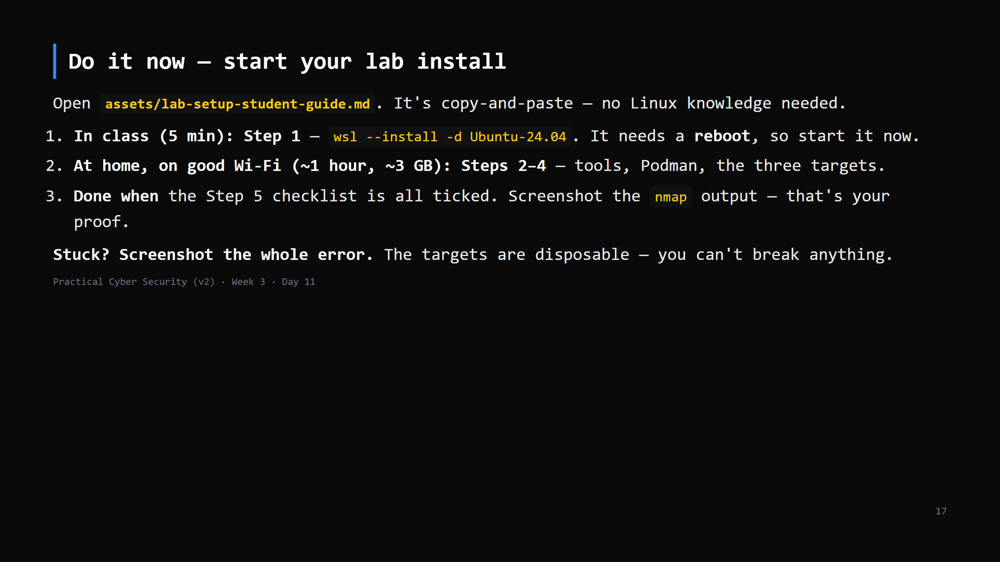 Do it now — start your lab install
Open assets/lab-setup-student-guide.md. It's copy-and-paste — no Linux knowledge needed.
1. In class (5 min): Step 1 — wsl --install -d Ubuntu-24.04. It needs a reboot, so start it now.
2. At home, on good Wi-Fi (~1 hour, ~3 GB): Steps 2–4 — tools, Podman, the three targets.
3. Done when the Step 5 checklist is all ticked. Screenshot the nmap output — that's your
proof.
Stuck? Screenshot the whole error. The targets are disposable — you can't break anything.
Practical Cyber Security (v2) · Week 3 · Day 11
17